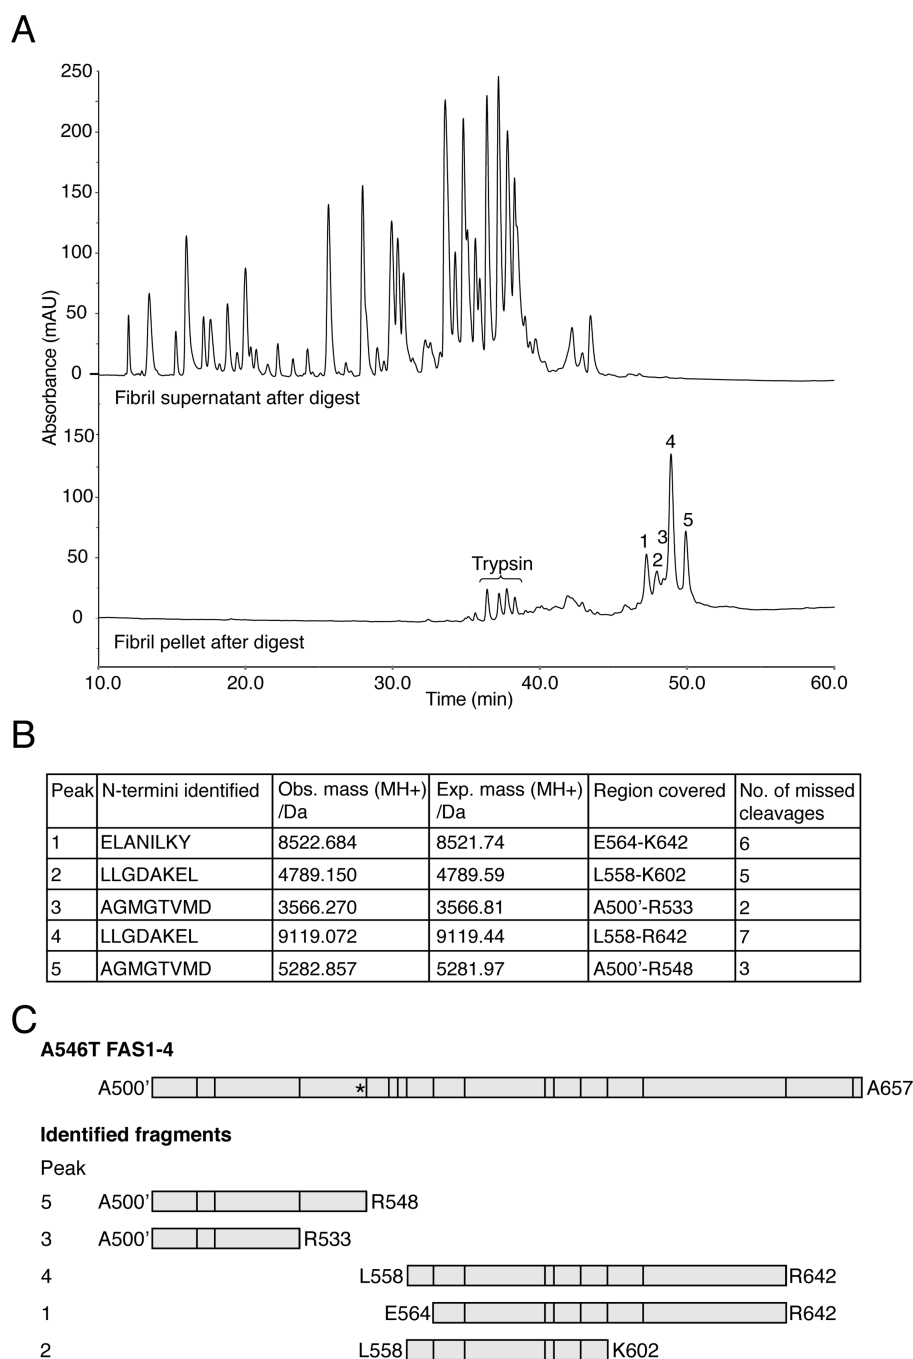 A
250
200
150
100
50
0
Absorbance (mAU)
Fibril supernatant after digest
150
100
50
0
Trypsin
1
2
3
4
5
Fibril pellet after digest
10.0 20.0 30.0 40.0 50.0 60.0
Time (min)
B
Peak N-termini identified Obs. mass (MH+) /Da Exp. mass (MH+) /Da Region covered No. of missed cleavages
1 ELANILKY 8522.684 8521.74 E564-K642 6
2 LLGDAKEL 4789.150 4789.59 L558-K602 5
3 AGMGTVMD 3566.270 3566.81 A500'-R533 2
4 LLGDAKEL 9119.072 9119.44 L558-R642 7
5 AGMGTVMD 5282.857 5281.97 A500'-R548 3
C
A546T FAS1-4
A500' * A657
Identified fragments
Peak
5 A500' R548
3 A500' R533
4 L558 R642
1 E564 R642
2 L558 K602